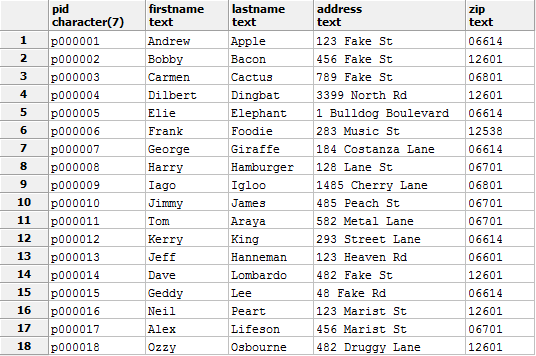 pid firstname lastname address zip
character(7) text text text text
1 p000001 Andrew Apple 123 Fake St 06614
2 p000002 Bobby Bacon 456 Fake St 12601
3 p000003 Carmen Cactus 789 Fake St 06801
4 p000004 Dilbert Dingbat 3399 North Rd 12601
5 p000005 Elie Elephant 1 Bulldog Boulevard 06614
6 p000006 Frank Foodie 283 Music St 12538
7 p000007 George Giraffe 184 Costanza Lane 06614
8 p000008 Harry Hamburger 128 Lane St 06701
9 p000009 Iago Igloo 1485 Cherry Lane 06801
10 p000010 Jimmy James 485 Peach St 06701
11 p000011 Tom Araya 582 Metal Lane 06701
12 p000012 Kerry King 293 Street Lane 06614
13 p000013 Jeff Hanneman 123 Heaven Rd 06601
14 p000014 Dave Lombardo 482 Fake St 12601
15 p000015 Geddy Lee 48 Fake Rd 06614
16 p000016 Neil Peart 123 Marist St 12601
17 p000017 Alex Lifeson 456 Marist St 06701
18 p000018 Ozzy Osbourne 482 Druggy Lane 12601